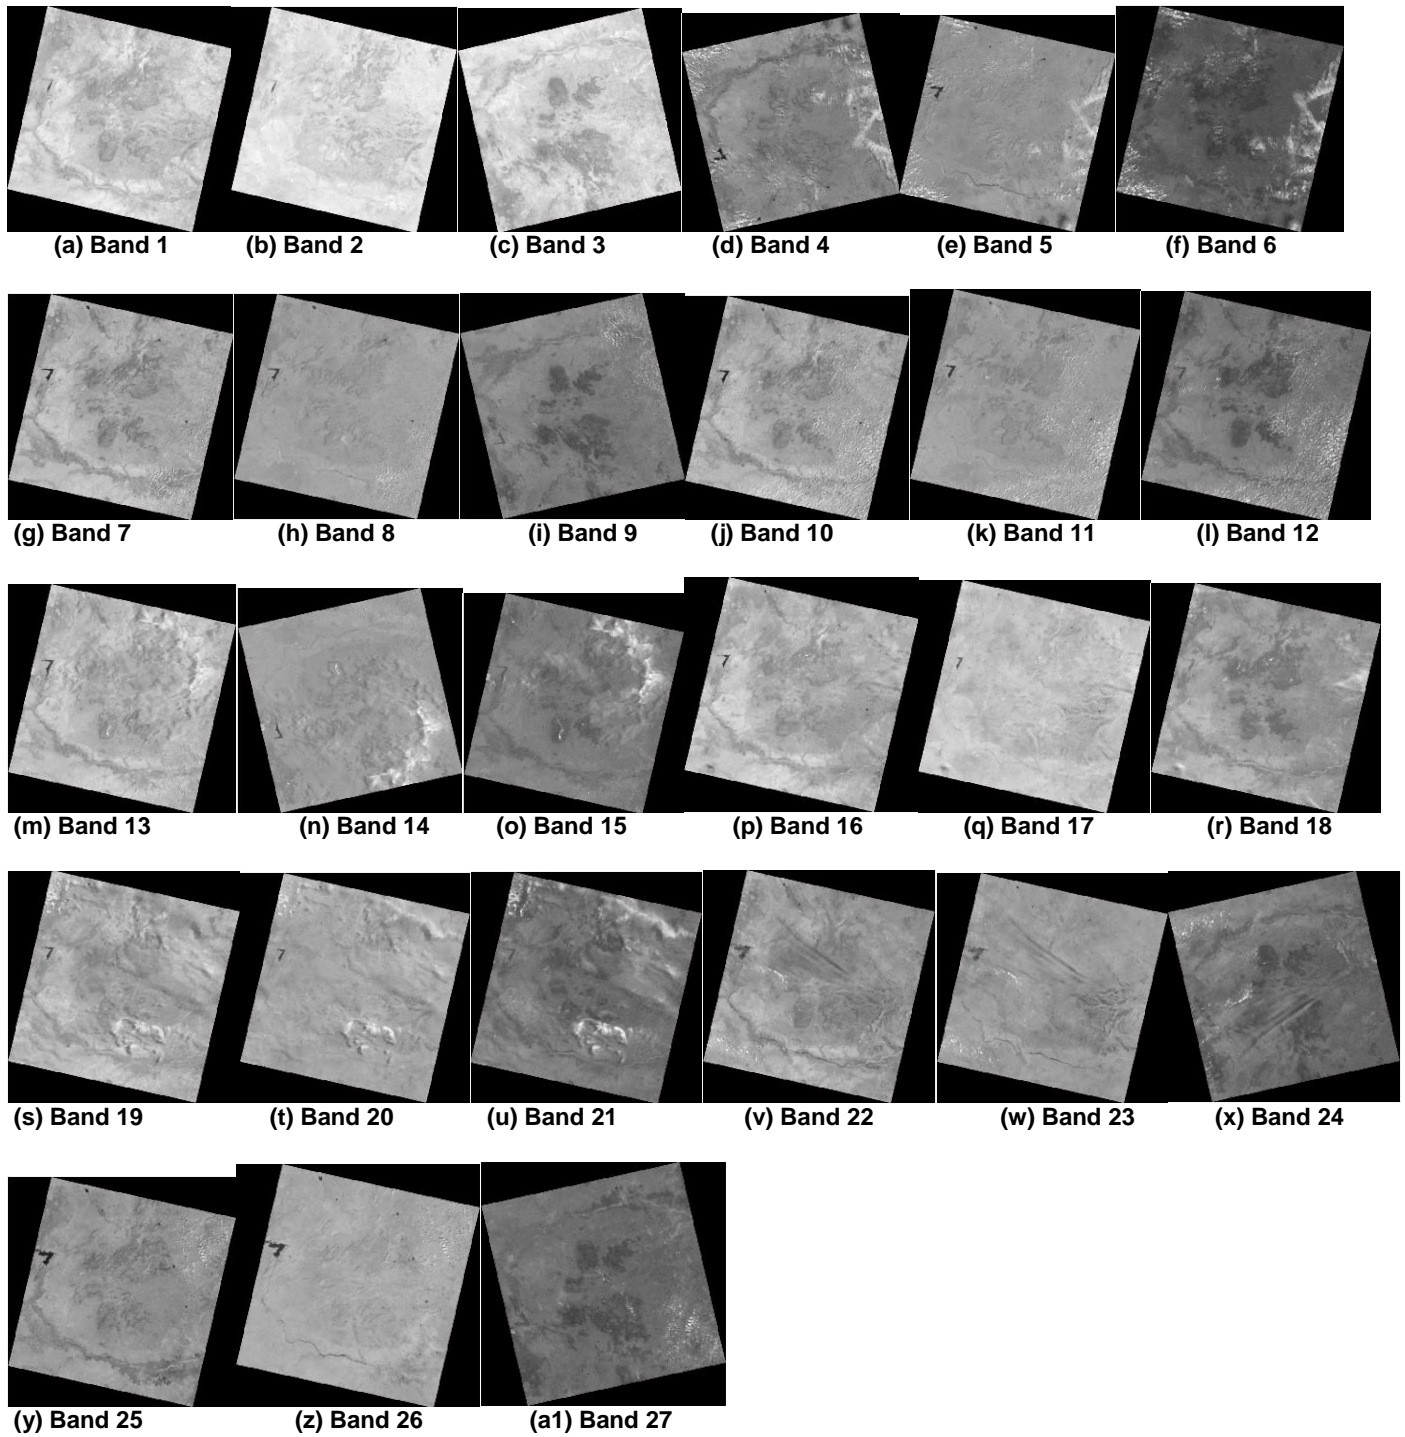 (a) Band 1 (b) Band 2 (c) Band 3 (d) Band 4 (e) Band 5 (f) Band 6
(g) Band 7 (h) Band 8 (i) Band 9 (j) Band 10 (k) Band 11 (l) Band 12
(m) Band 13 (n) Band 14 (o) Band 15 (p) Band 16 (q) Band 17 (r) Band 18
(s) Band 19 (t) Band 20 (u) Band 21 (v) Band 22 (w) Band 23 (x) Band 24
(y) Band 25 (z) Band 26 (a1) Band 27